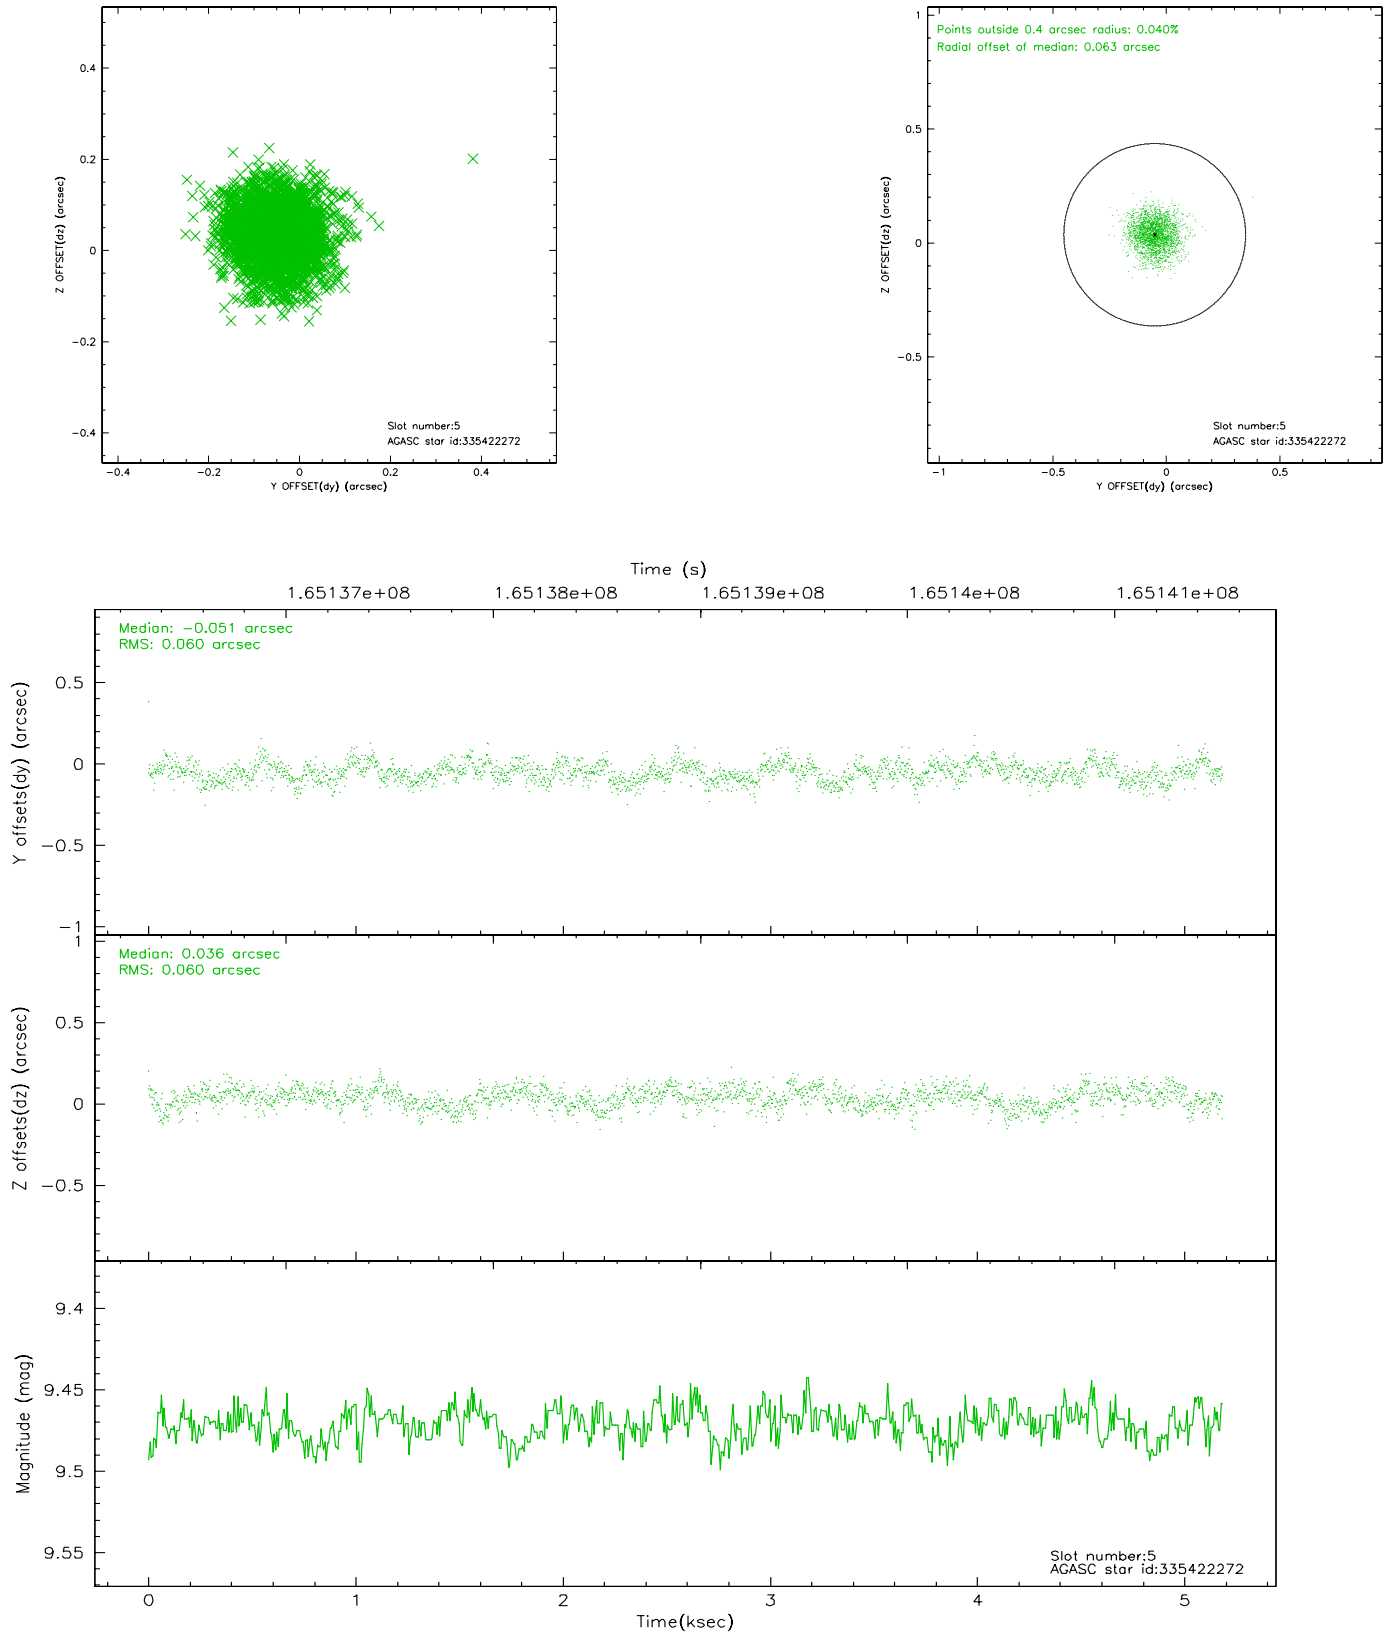 0.4
0.2
0
-0.2
-0.4
Z OFFSET(dz) (arcsec)
Slot number:5
AGASC star id:335422272
-0.4 -0.2 0 0.2 0.4
Y OFFSET(dy) (arcsec)
Points outside 0.4 arcsec radius: 0.040%
Radial offset of median: 0.063 arcsec
1
0.5
0
-0.5
Z OFFSET(dz) (arcsec)
Slot number:5
AGASC star id:335422272
-1 -0.5 0 0.5
Y OFFSET(dy) (arcsec)
Time (s)
1.65137e+08 1.65138e+08 1.65139e+08 1.6514e+08 1.65141e+08
Median: -0.051 arcsec
RMS: 0.060 arcsec
0.5
0
-0.5
-1
Y offsets(dy) (arcsec)
Median: 0.036 arcsec
RMS: 0.060 arcsec
1
0.5
0
-0.5
Z offsets(dz) (arcsec)
9.4
9.45
9.5
9.55
Magnitude (mag)
Slot number:5
AGASC star id:335422272
0 1 2 3 4 5
Time(ksec)